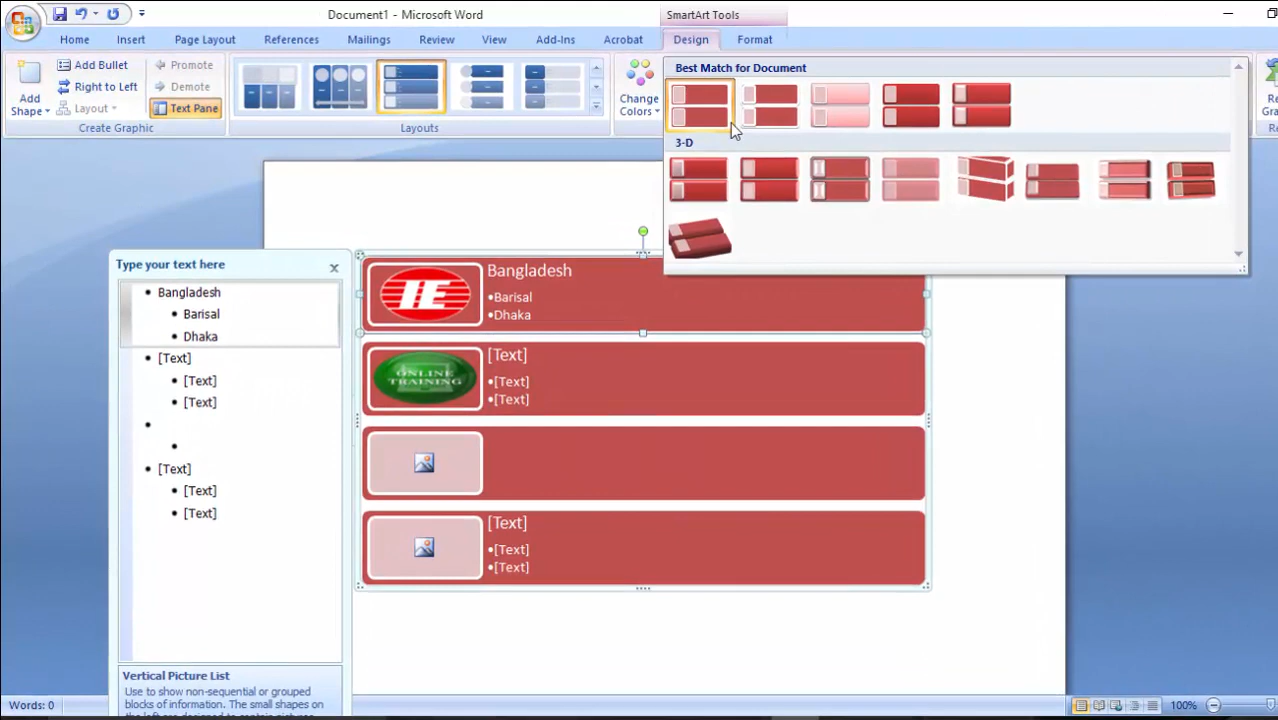 Document1 - Microsoft Word
SmartArt Tools
Home Insert Page Layout References Mailings Review View Add-Ins Acrobat Design Format
Add Shape
Add Bullet
Right to Left
Layout
Promote
Demote
Text Pane
Create Graphic
Layouts
Change Colors
Best Match for Document
3-D
Type your text here
Bangladesh
Barisal
Dhaka
[Text]
[Text]
[Text]
[Text]
[Text]
[Text]
Vertical Picture List
Use to show non-sequential or grouped
blocks of information. The small shapes on
IE
Bangladesh
•Barisal
•Dhaka
ONLINE
TRAINING
[Text]
•[Text]
•[Text]
[Text]
•[Text]
•[Text]
Words: 0
100%